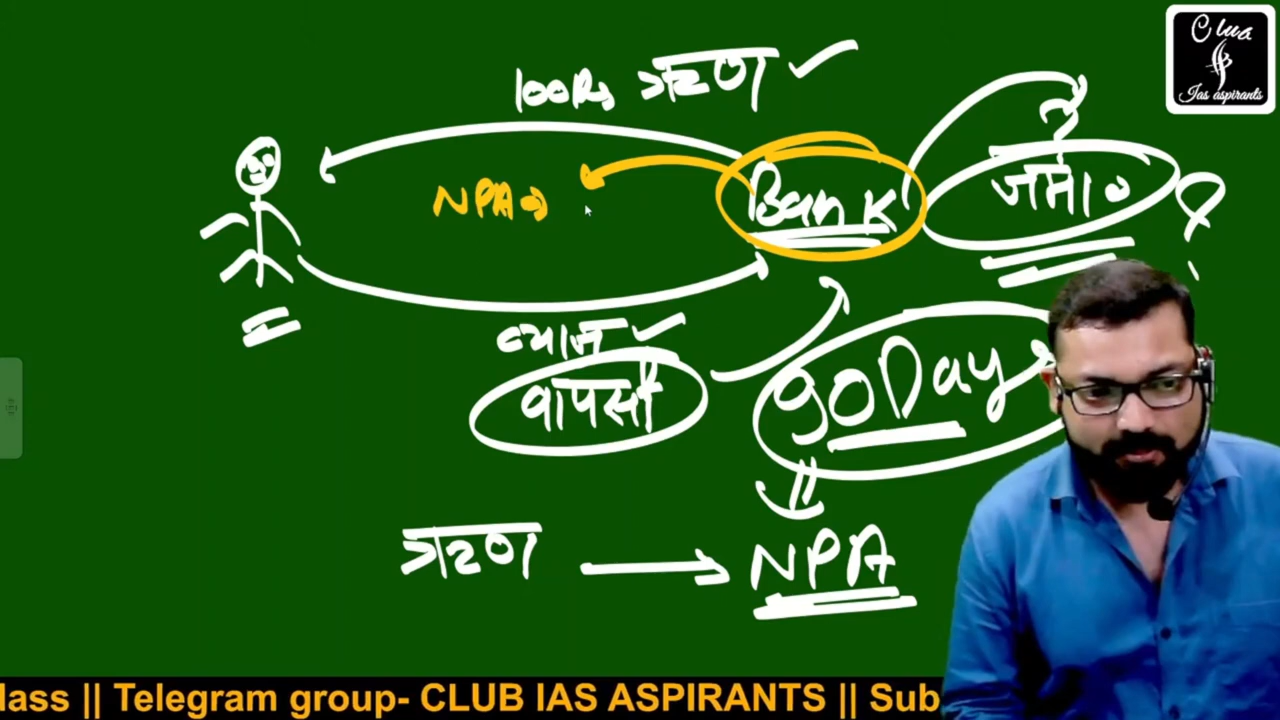 Club
Ias aspirants
100Rs ऋण
NPA
Bank
जमा
ब्याज
वापसी
90Day
ऋण → NPA
lass || Telegram group- CLUB IAS ASPIRANTS || Sub